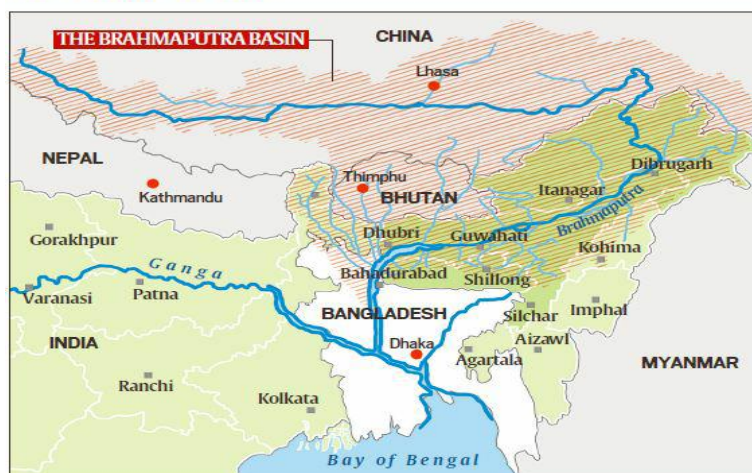 THE BRAHMAPUTRA BASIN
CHINA
Lhasa
NEPAL
Kathmandu
Thimphu
BHUTAN
Dibrugarh
Itanagar
Brahmaputra
Gorakhpur
Dhubri
Guwahati
Kohima
Ganga
Bahadurabad
Shillong
Varanasi
Patna
BANGLADESH
Silchar
Imphal
INDIA
Dhaka
Agartala
Aizawl
MYANMAR
Ranchi
Kolkata
Bay of Bengal